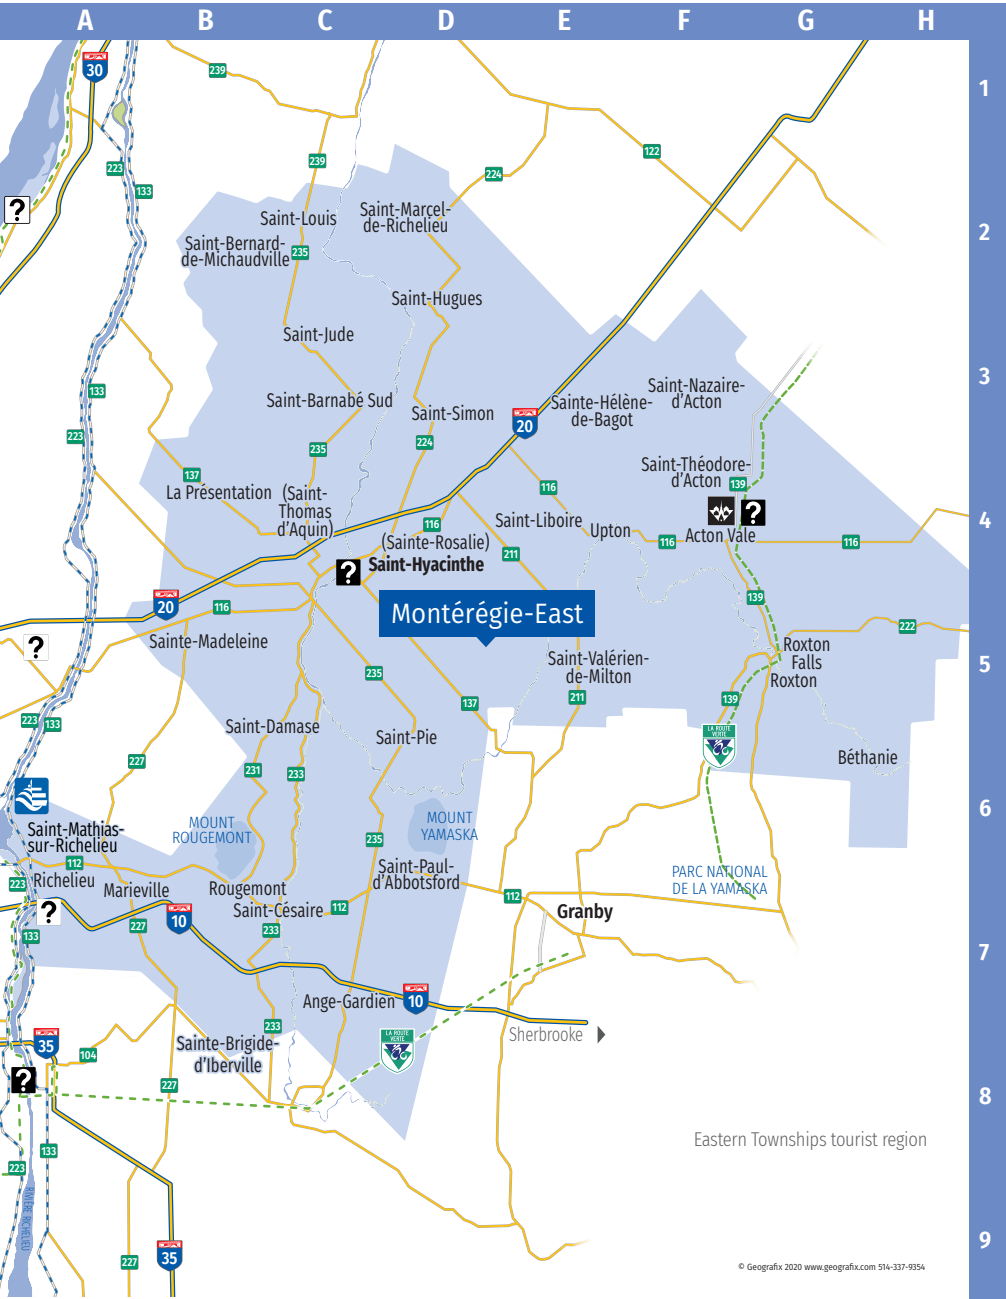 A B C D E F G H
30
239
1
239
224
122
223
133
?
Saint-Louis
Saint-Marcel-
de-Richelieu
2
Saint-Bernard-
de-Michaudville
235
Saint-Hugues
Saint-Jude
3
133
Saint-Nazaire-
d'Acton
Saint-Barnabé Sud
Saint-Simon
Sainte-Hélène-
de-Bagot
20
223
235
224
Saint-Théodore-
d'Acton
139
137
116
La Présentation
(Saint-
Thomas
d'Aquin)
?
4
116
Saint-Liboire
Upton
116
Acton Vale
116
(Sainte-Rosalie)
211
Saint-Hyacinthe
?
139
20
116
Montérégie-East
222
?
Sainte-Madeleine
Roxton
Falls
5
Saint-Valérien-
de-Milton
Roxton
235
137
211
139
223
133
Saint-Damase
Saint-Pie
LA ROUTE
VERTE
Béthanie
227
231
233
6
MOUNT
ROUGEMONT
MOUNT
YAMASKA
Saint-Mathias-
sur-Richelieu
235
112
Saint-Paul-
d'Abbotsford
PARC NATIONAL
DE LA YAMASKA
223
Richelieu
Marieville
Rougemont
112
Saint-Césaire
112
Granby
?
10
227
233
133
7
Ange-Gardien
10
233
Sherbrooke
LA ROUTE
VERTE
35
104
Sainte-Brigide-
d'Iberville
?
227
8
Eastern Townships tourist region
133
223
RIVIÈRE RICHELIEU
9
35
227
© Geografix 2020 www.geografix.com 514-337-9354